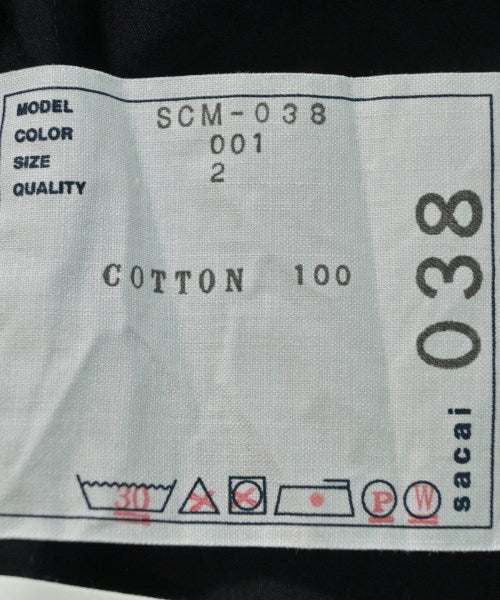 MODEL SCM-038
COLOR 001
SIZE 2
QUALITY
COTTON 100
038
sacai
30
P
W